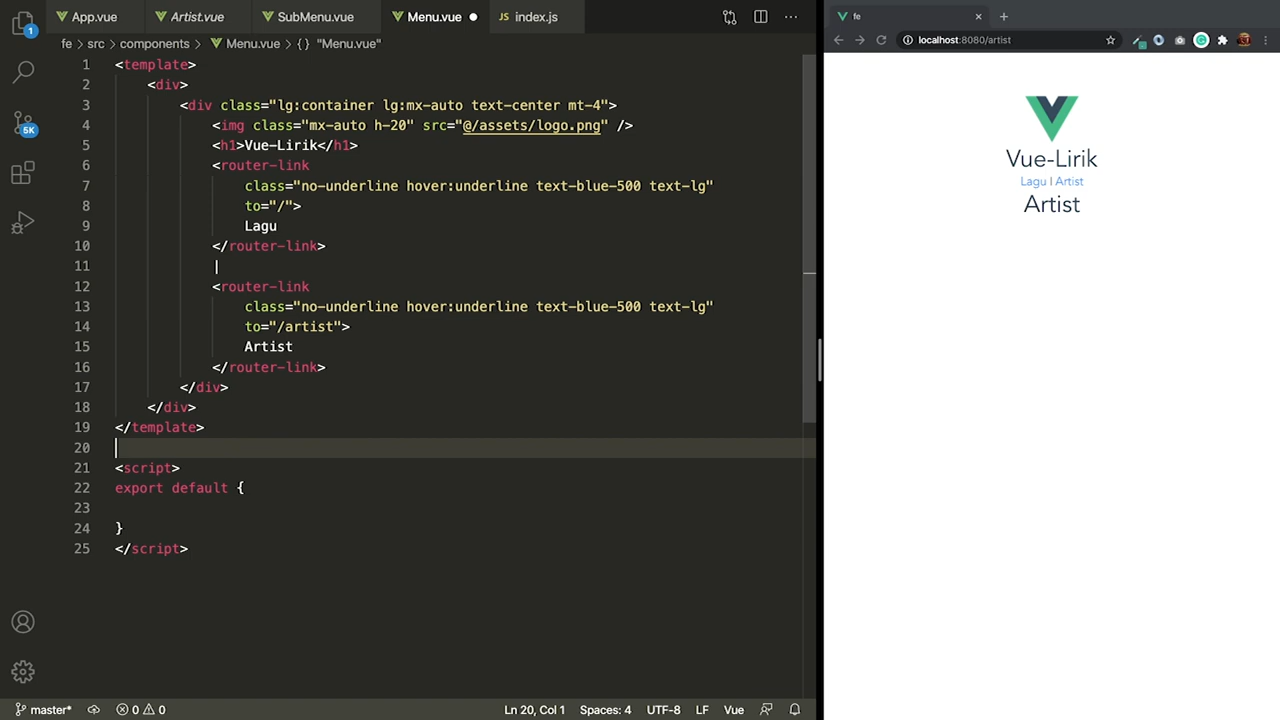 App.vue Artist.vue SubMenu.vue Menu.vue index.js
fe src components Menu.vue {} "Menu.vue"
1 <template>
2 <div>
3 <div class="lg:container lg:mx-auto text-center mt-4">
4 <img class="mx-auto h-20" src="@/assets/logo.png" />
5 <h1>Vue-Lirik</h1>
6 <router-link
7 class="no-underline hover:underline text-blue-500 text-lg"
8 to="/">
9 Lagu
10 </router-link>
11 |
12 <router-link
13 class="no-underline hover:underline text-blue-500 text-lg"
14 to="/artist">
15 Artist
16 </router-link>
17 </div>
18 </div>
19 </template>
20
21 <script>
22 export default {
23
24 }
25 </script>
1
5K
master* 0 0 Ln 20, Col 1 Spaces: 4 UTF-8 LF Vue
fe
localhost:8080/artist
Vue-Lirik
Lagu | Artist
Artist